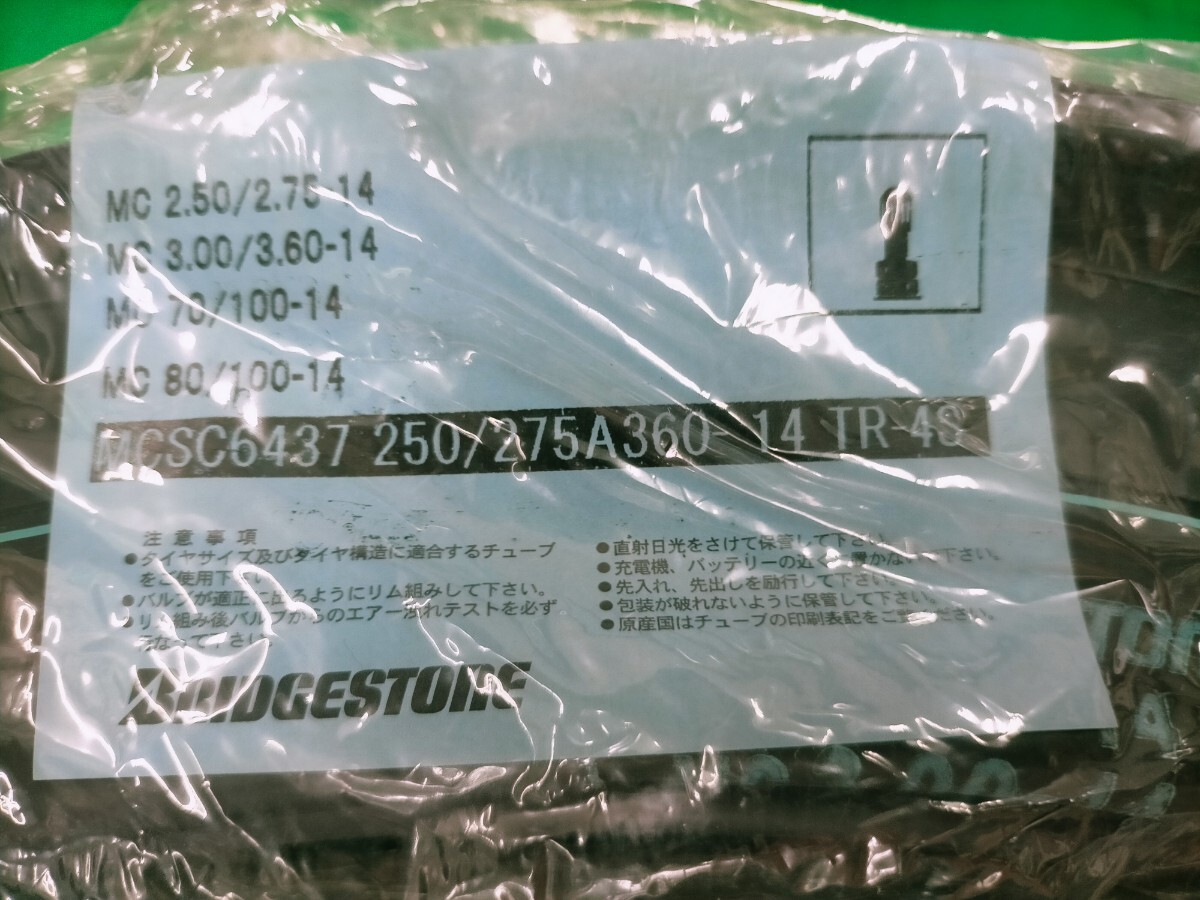 MC 2.50/2.75-14
MC 3.00/3.60-14
MC 70/100-14
MC 80/100-14
MCSC6437 250/275A360-14 TR-4S
注意事項
●タイヤサイズ及びタイヤ構造に適合するチューブ
をご使用下さい。
●バルブが適正に出るようにリム組みして下さい。
●リム組み後バルブからのエアー洩れテストを必ず
行なって下さい。
●直射日光をさけて保管して下さい。
●充電機、バッテリーの近くに置かないで下さい。
●先入れ、先出しを励行して下さい。
●包装が破れないように保管して下さい。
●原産国はチューブの印刷表記をご覧下さい。
BRIDGESTONE